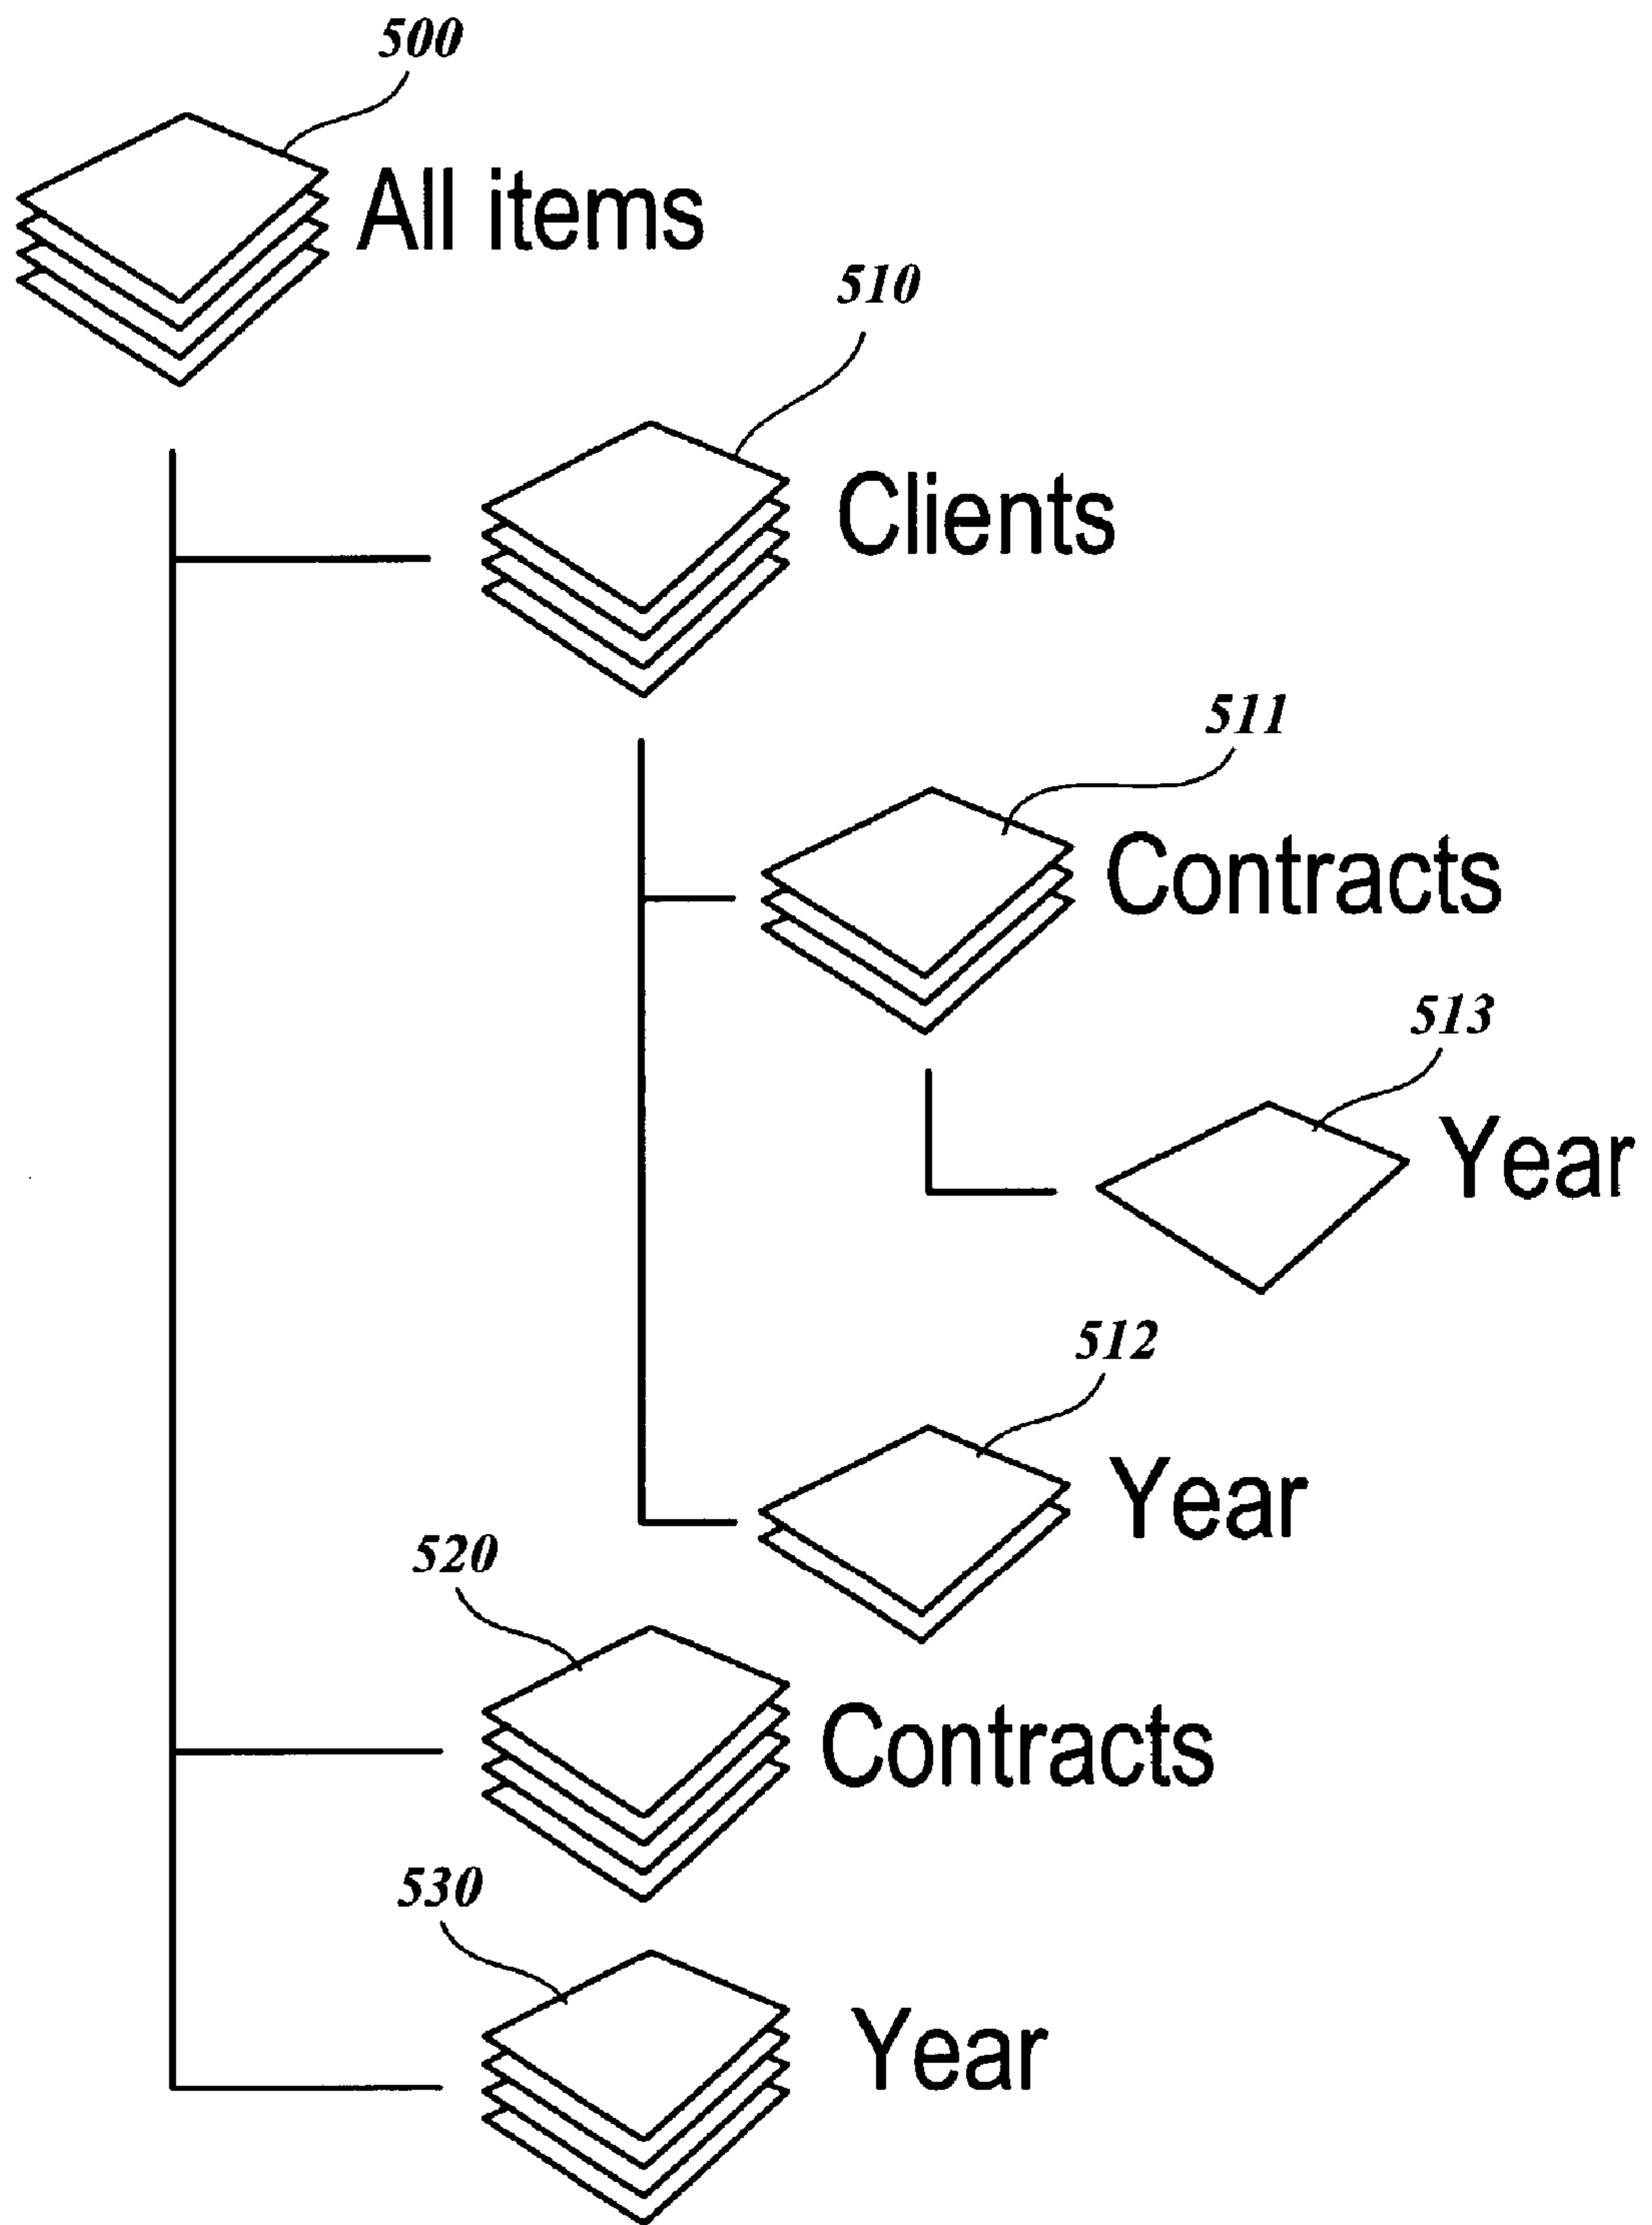 500
All items
510
Clients
511
Contracts
513
Year
512
Year
520
Contracts
530
Year